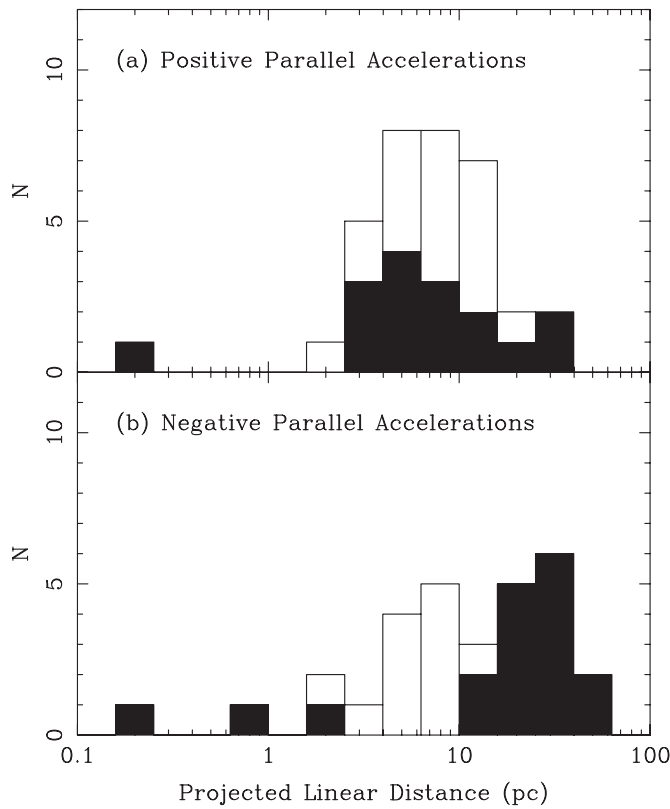 (a) Positive Parallel Accelerations
10
N
5
0
(b) Negative Parallel Accelerations
10
N
5
0
0.1 1 10 100
Projected Linear Distance (pc)